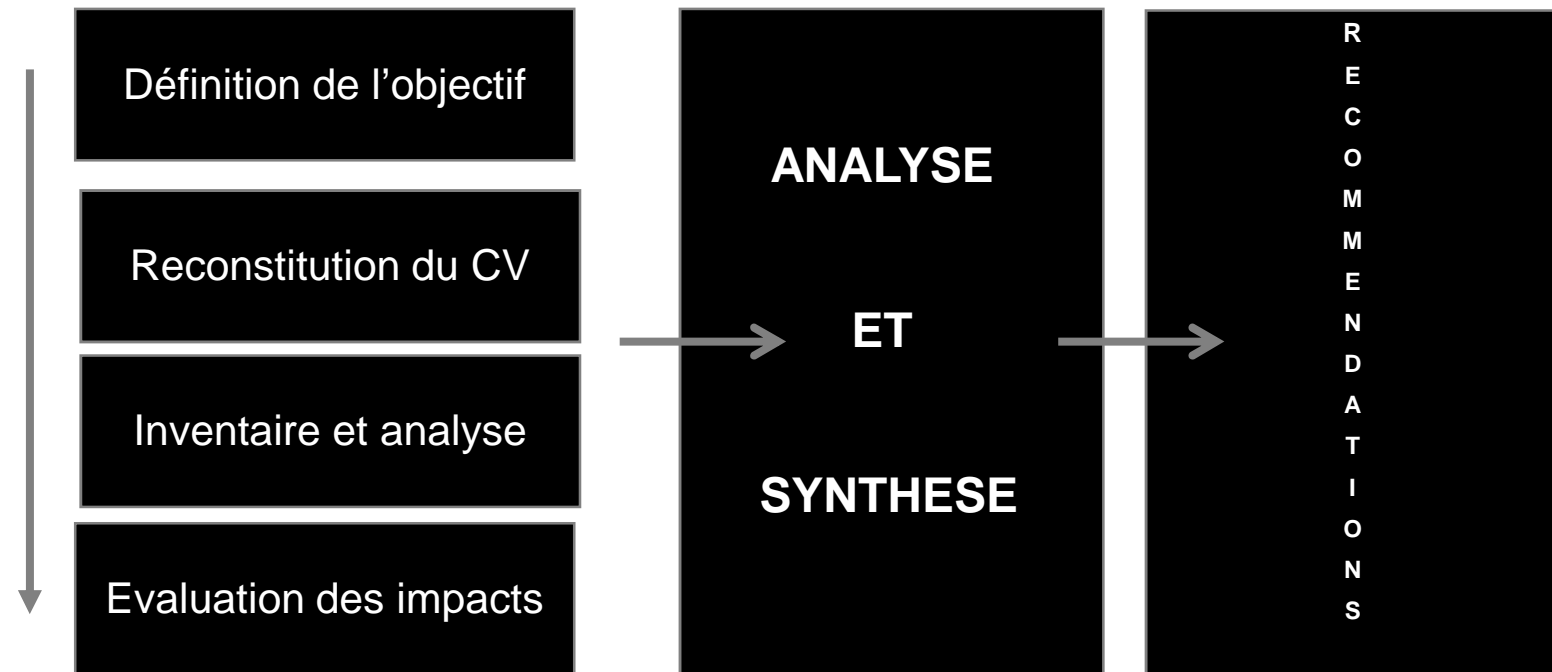 Définition de l’objectif
Reconstitution du CV
Inventaire et analyse
Evaluation des impacts
ANALYSE
ET
SYNTHESE
R
E
C
O
M
M
E
N
D
A
T
I
O
N
S